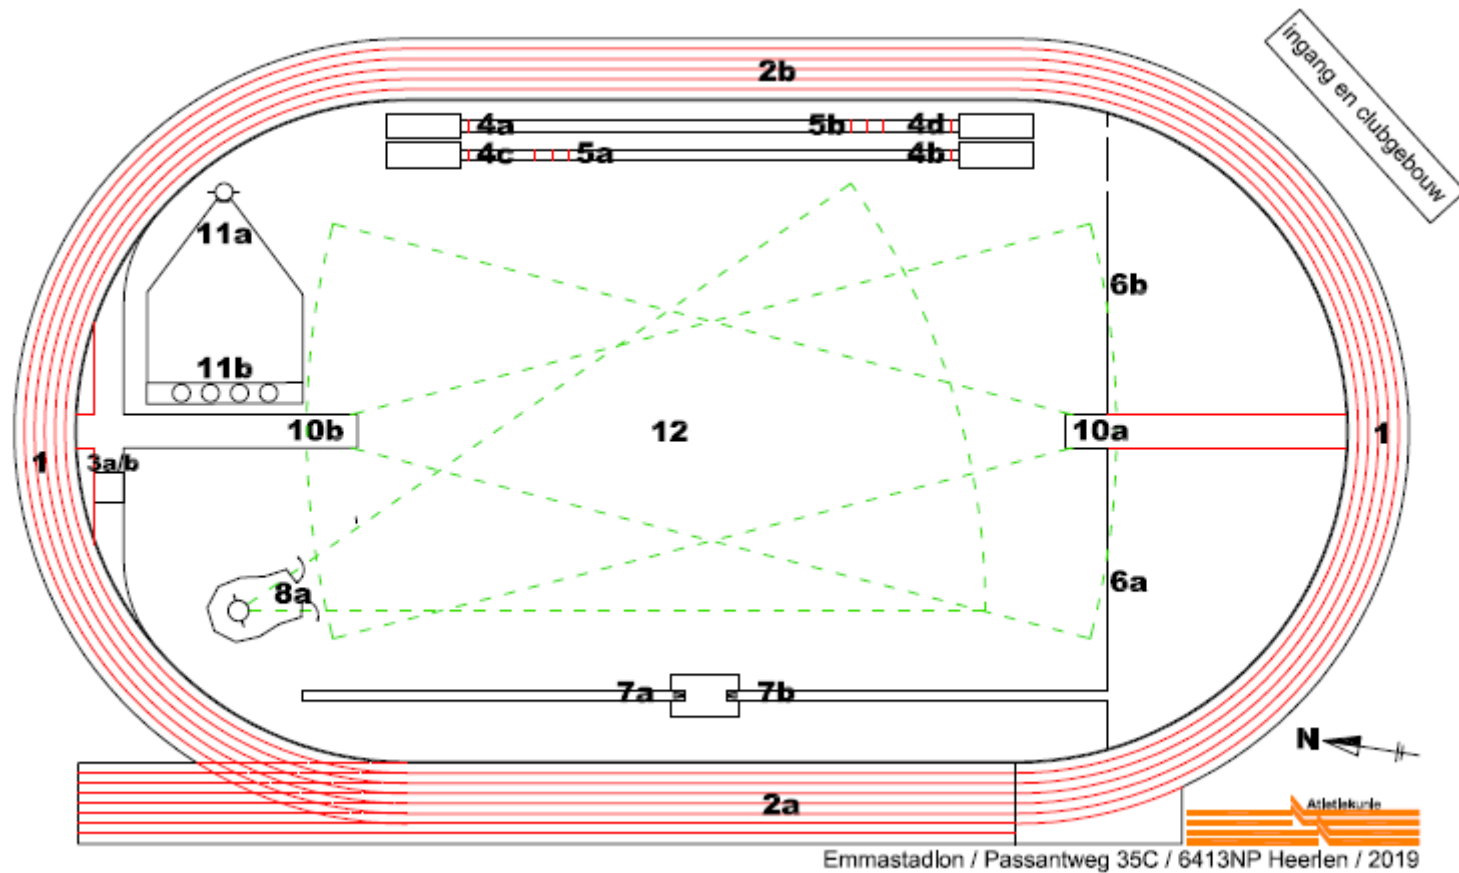 ingang en clubgebouw
2b
4a
5b
4d
4c
5a
4b
11a
6b
11b
10b
12
10a
1
1
3a/b
8a
6a
7a
7b
N
2a
Atletiekunie
Emmastadion / Passantweg 35C / 6413NP Heerlen / 2019